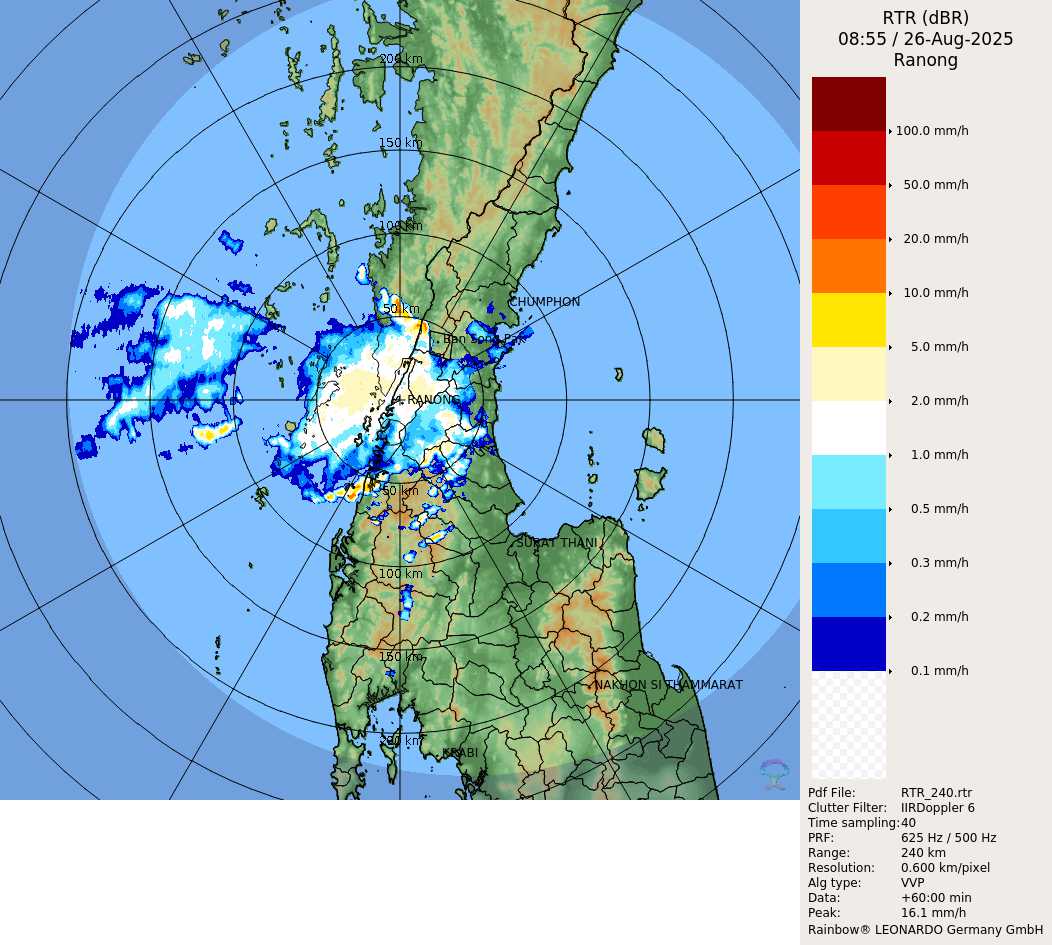 RTR (dBR)
08:55 / 26-Aug-2025
Ranong
200 km
150 km
100 km
50 km
CHUMPHON
RANONG
50 km
SURAT THANI
100 km
150 km
NAKHON SI THAMMARAT
200 km
KRABI
100.0 mm/h
50.0 mm/h
20.0 mm/h
10.0 mm/h
5.0 mm/h
2.0 mm/h
1.0 mm/h
0.5 mm/h
0.3 mm/h
0.2 mm/h
0.1 mm/h
Pdf File: RTR_240.rtr
Clutter Filter: IIRDoppler 6
Time sampling:40
PRF: 625 Hz / 500 Hz
Range: 240 km
Resolution: 0.600 km/pixel
Alg type: VVP
Data: +60:00 min
Peak: 16.1 mm/h
Rainbow® LEONARDO Germany GmbH